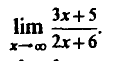 lim x→∞ 3x+5 / 2x+6.